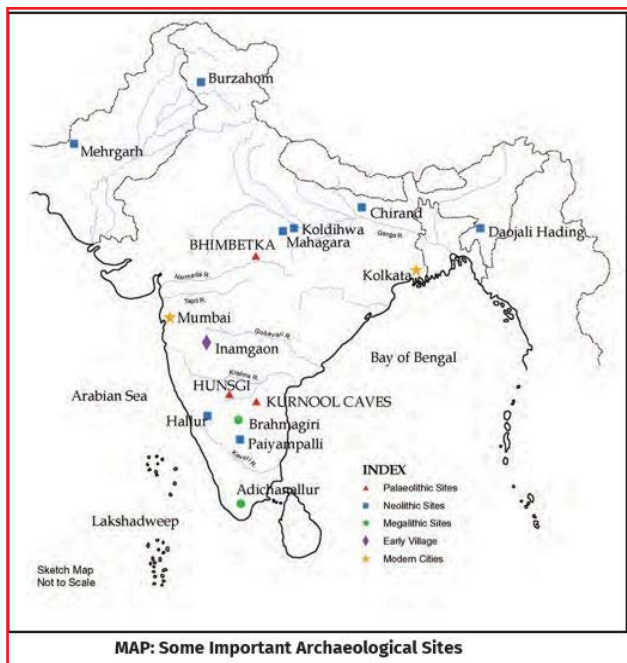 Burzahom
Mehrgarh
Chirand
Koldihwa
Daojali Hading
Mahagara
Ganga R.
BHIMBETKA
Kolkata
Narmada R.
Tapti R.
Mumbai
Godavari R.
Inamgaon
Bay of Bengal
Krishna R.
HUNSGI
Arabian Sea
KURNOOL CAVES
Hallur
Brahmagiri
Paiyampalli
Kaveri R.
INDEX
Palaeolithic Sites
Adichanallur
Neolithic Sites
Lakshadweep
Megalithic Sites
Early Village
Modern Cities
Sketch Map
Not to Scale
MAP: Some Important Archaeological Sites